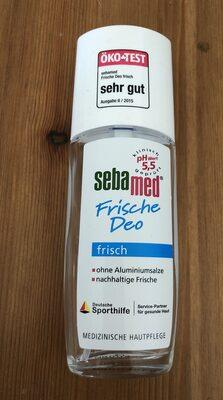 ÖKO-TEST
sebamed
Frische Deo frisch
sehr gut
Ausgabe 6 / 2015
klinisch
pH Wert
5,5
geprüft
sebamed
Frische
Deo
frisch
• ohne Aluminiumsalze
• nachhaltige Frische
Deutsche
Sporthilfe
Service-Partner
für gesunde Haut
MEDIZINISCHE HAUTPFLEGE